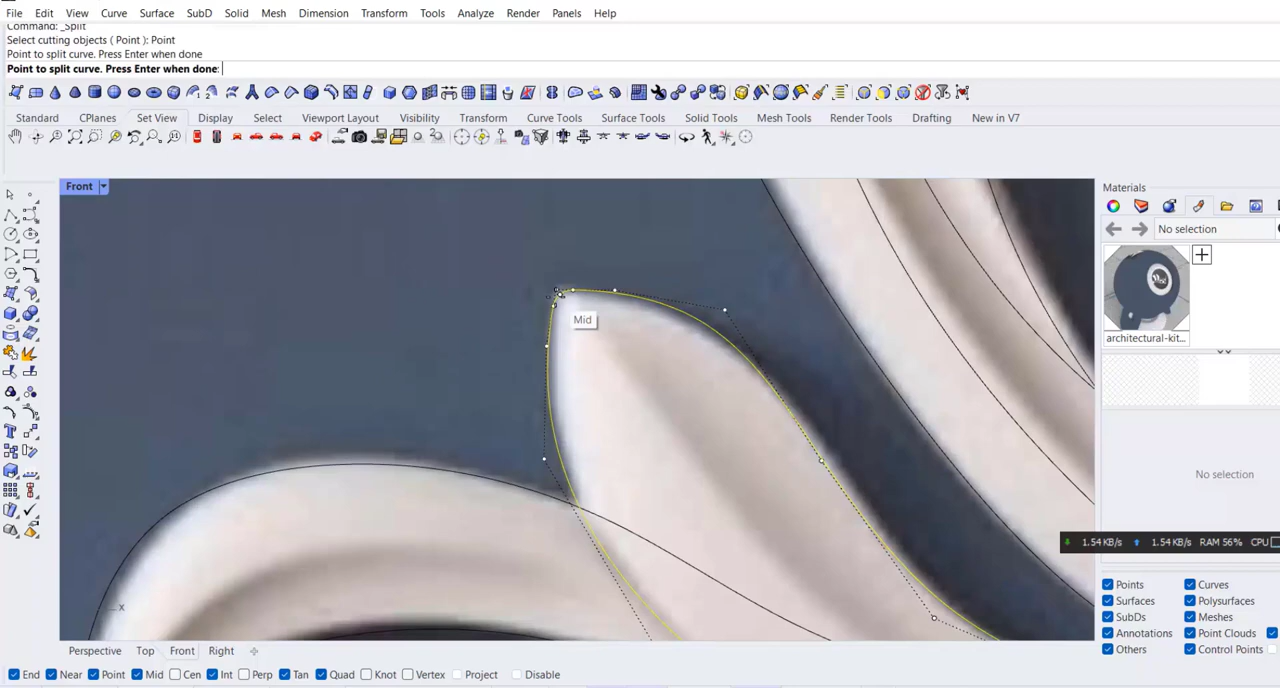 File Edit View Curve Surface SubD Solid Mesh Dimension Transform Tools Analyze Render Panels Help
Command: _Split
Select cutting objects ( Point ): Point
Point to split curve. Press Enter when done
Point to split curve. Press Enter when done:
Standard CPlanes Set View Display Select Viewport Layout Visibility Transform Curve Tools Surface Tools Solid Tools Mesh Tools Render Tools Drafting New in V7
Front
Materials
No selection
Mid
architectural-kit...
No selection
1.54 KB/s 1.54 KB/s RAM 56% CPU
Points Curves
Surfaces Polysurfaces
SubDs Meshes
Annotations Point Clouds
Others Control Points
x
Perspective Top Front Right
End Near Point Mid Cen Int Perp Tan Quad Knot Vertex Project Disable